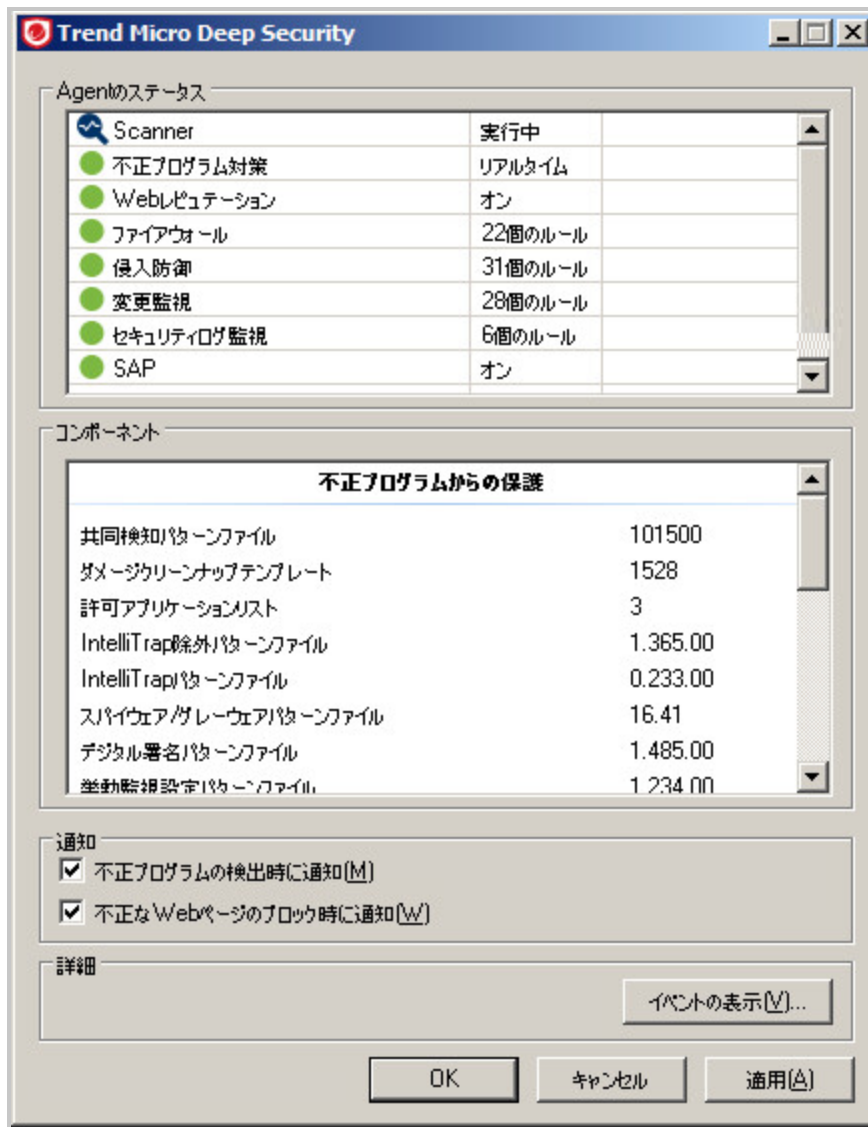 Trend Micro Deep Security
Agentのステータス
Scanner 実行中
不正プログラム対策 リアルタイム
Webレピュテーション オン
ファイアウォール 22個のルール
侵入防御 31個のルール
変更監視 28個のルール
セキュリティログ監視 6個のルール
SAP オン
コンポーネント
不正プログラムからの保護
共同検知パターンファイル 101500
ダメージクリーンナップテンプレート 1528
許可アプリケーションリスト 3
IntelliTrap除外パターンファイル 1.365.00
IntelliTrapパターンファイル 0.233.00
スパイウェア/グレーウェアパターンファイル 16.41
デジタル署名パターンファイル 1.485.00
挙動監視設定パターンファイル 1.234.00
通知
不正プログラムの検出時に通知(M)
不正なWebページのブロック時に通知(W)
詳細
イベントの表示(V)...
OK キャンセル 適用(A)